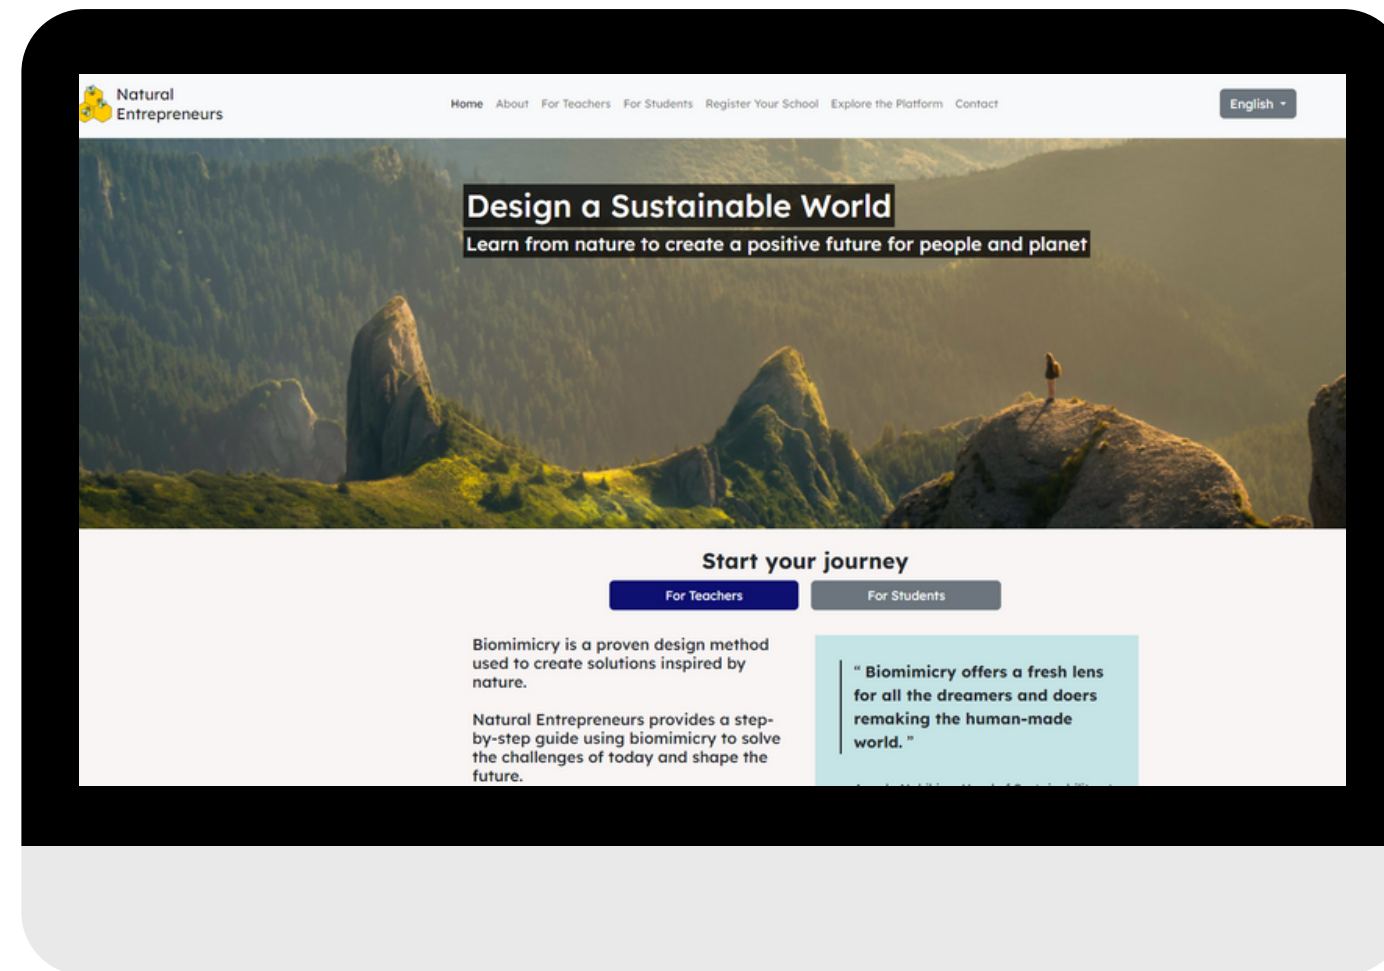 Natural
Entrepreneurs
Home About For Teachers For Students Register Your School Explore the Platform Contact
English
Design a Sustainable World
Learn from nature to create a positive future for people and planet
Start your journey
For Teachers
For Students
Biomimicry is a proven design method
used to create solutions inspired by
nature.
Natural Entrepreneurs provides a step-
by-step guide using biomimicry to solve
the challenges of today and shape the
future.
“ Biomimicry offers a fresh lens
for all the dreamers and doers
remaking the human-made
world. ”